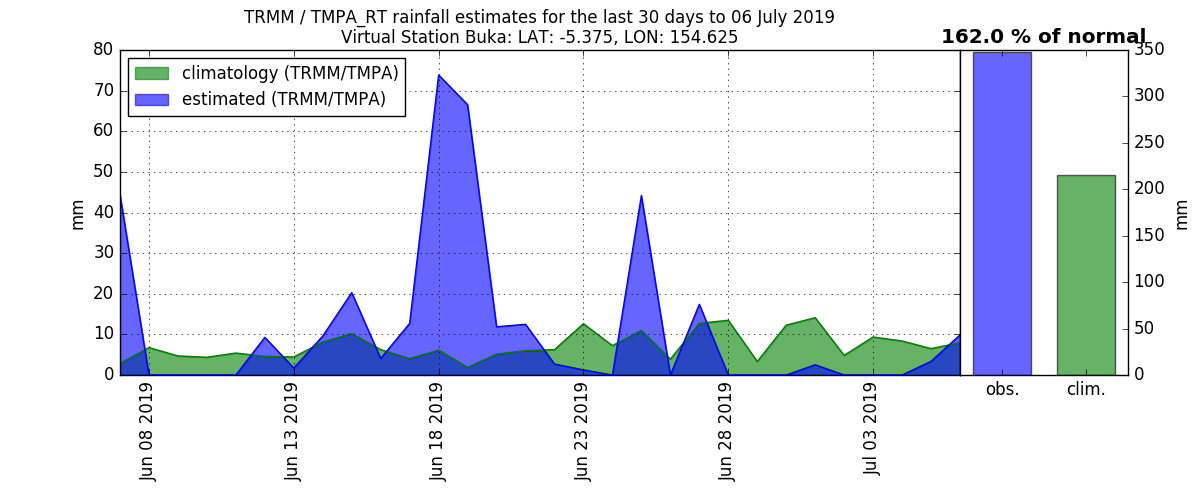 TRMM / TMPA_RT rainfall estimates for the last 30 days to 06 July 2019
Virtual Station Buka: LAT: -5.375, LON: 154.625
162.0 % of normal
climatology (TRMM/TMPA)
estimated (TRMM/TMPA)
mm
80
70
60
50
40
30
20
10
0
Jun 08 2019
Jun 13 2019
Jun 18 2019
Jun 23 2019
Jun 28 2019
Jul 03 2019
obs.
clim.
350
300
250
200
150
100
50
0
mm